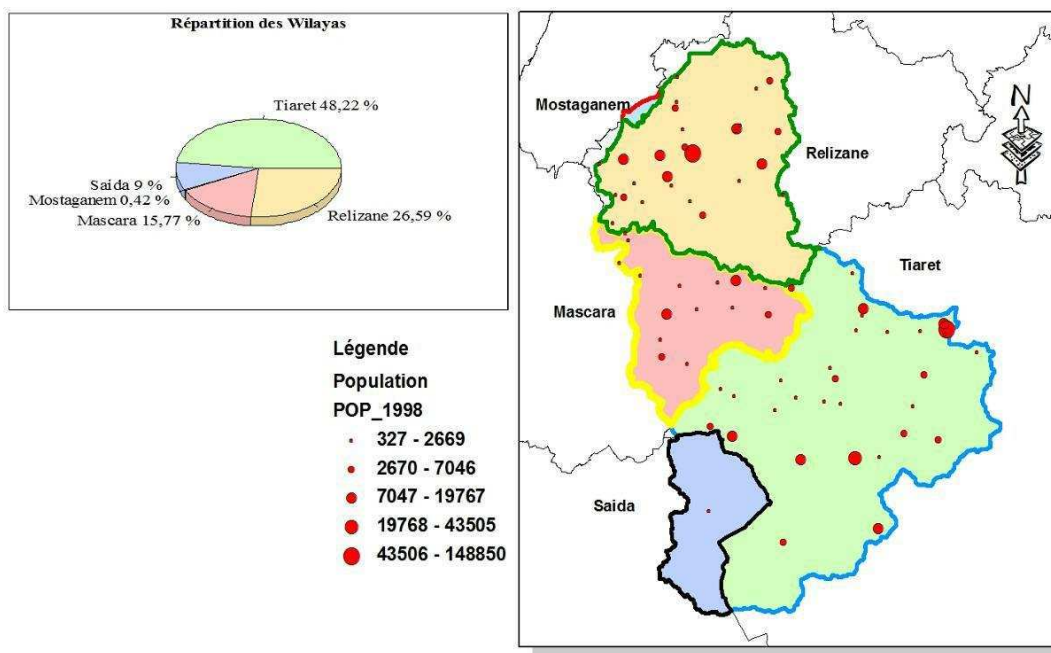 Répartition des Wilayas
Tiaret 48,22 %
Saida 9 %
Mostaganem 0,42 %
Mascara 15,77 %
Relizane 26,59 %
Légende
Population
POP_1998
327 - 2669
2670 - 7046
7047 - 19767
19768 - 43505
43506 - 148850
Mostaganem
Relizane
N
Tiaret
Mascara
Saida